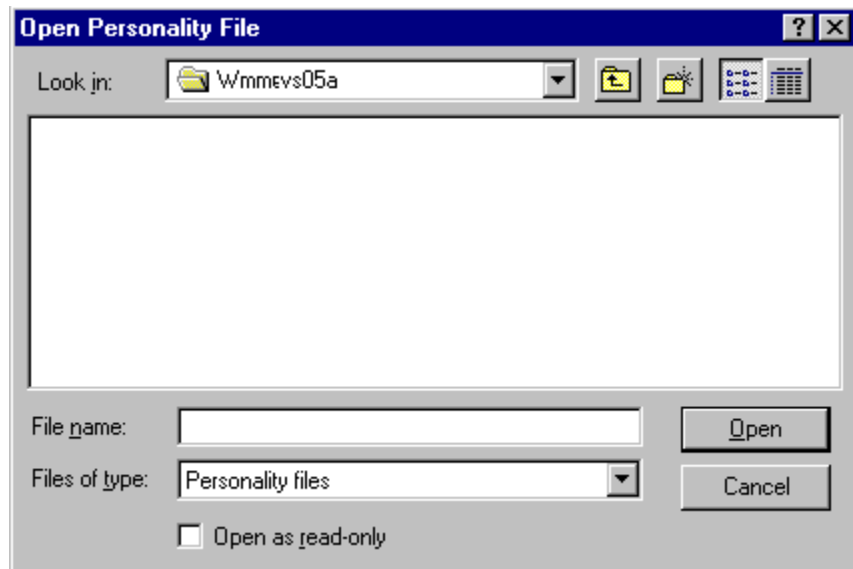 Open Personality File
Look in: Wmmevs05a
File name: Open
Files of type: Personality files Cancel
Open as read-only